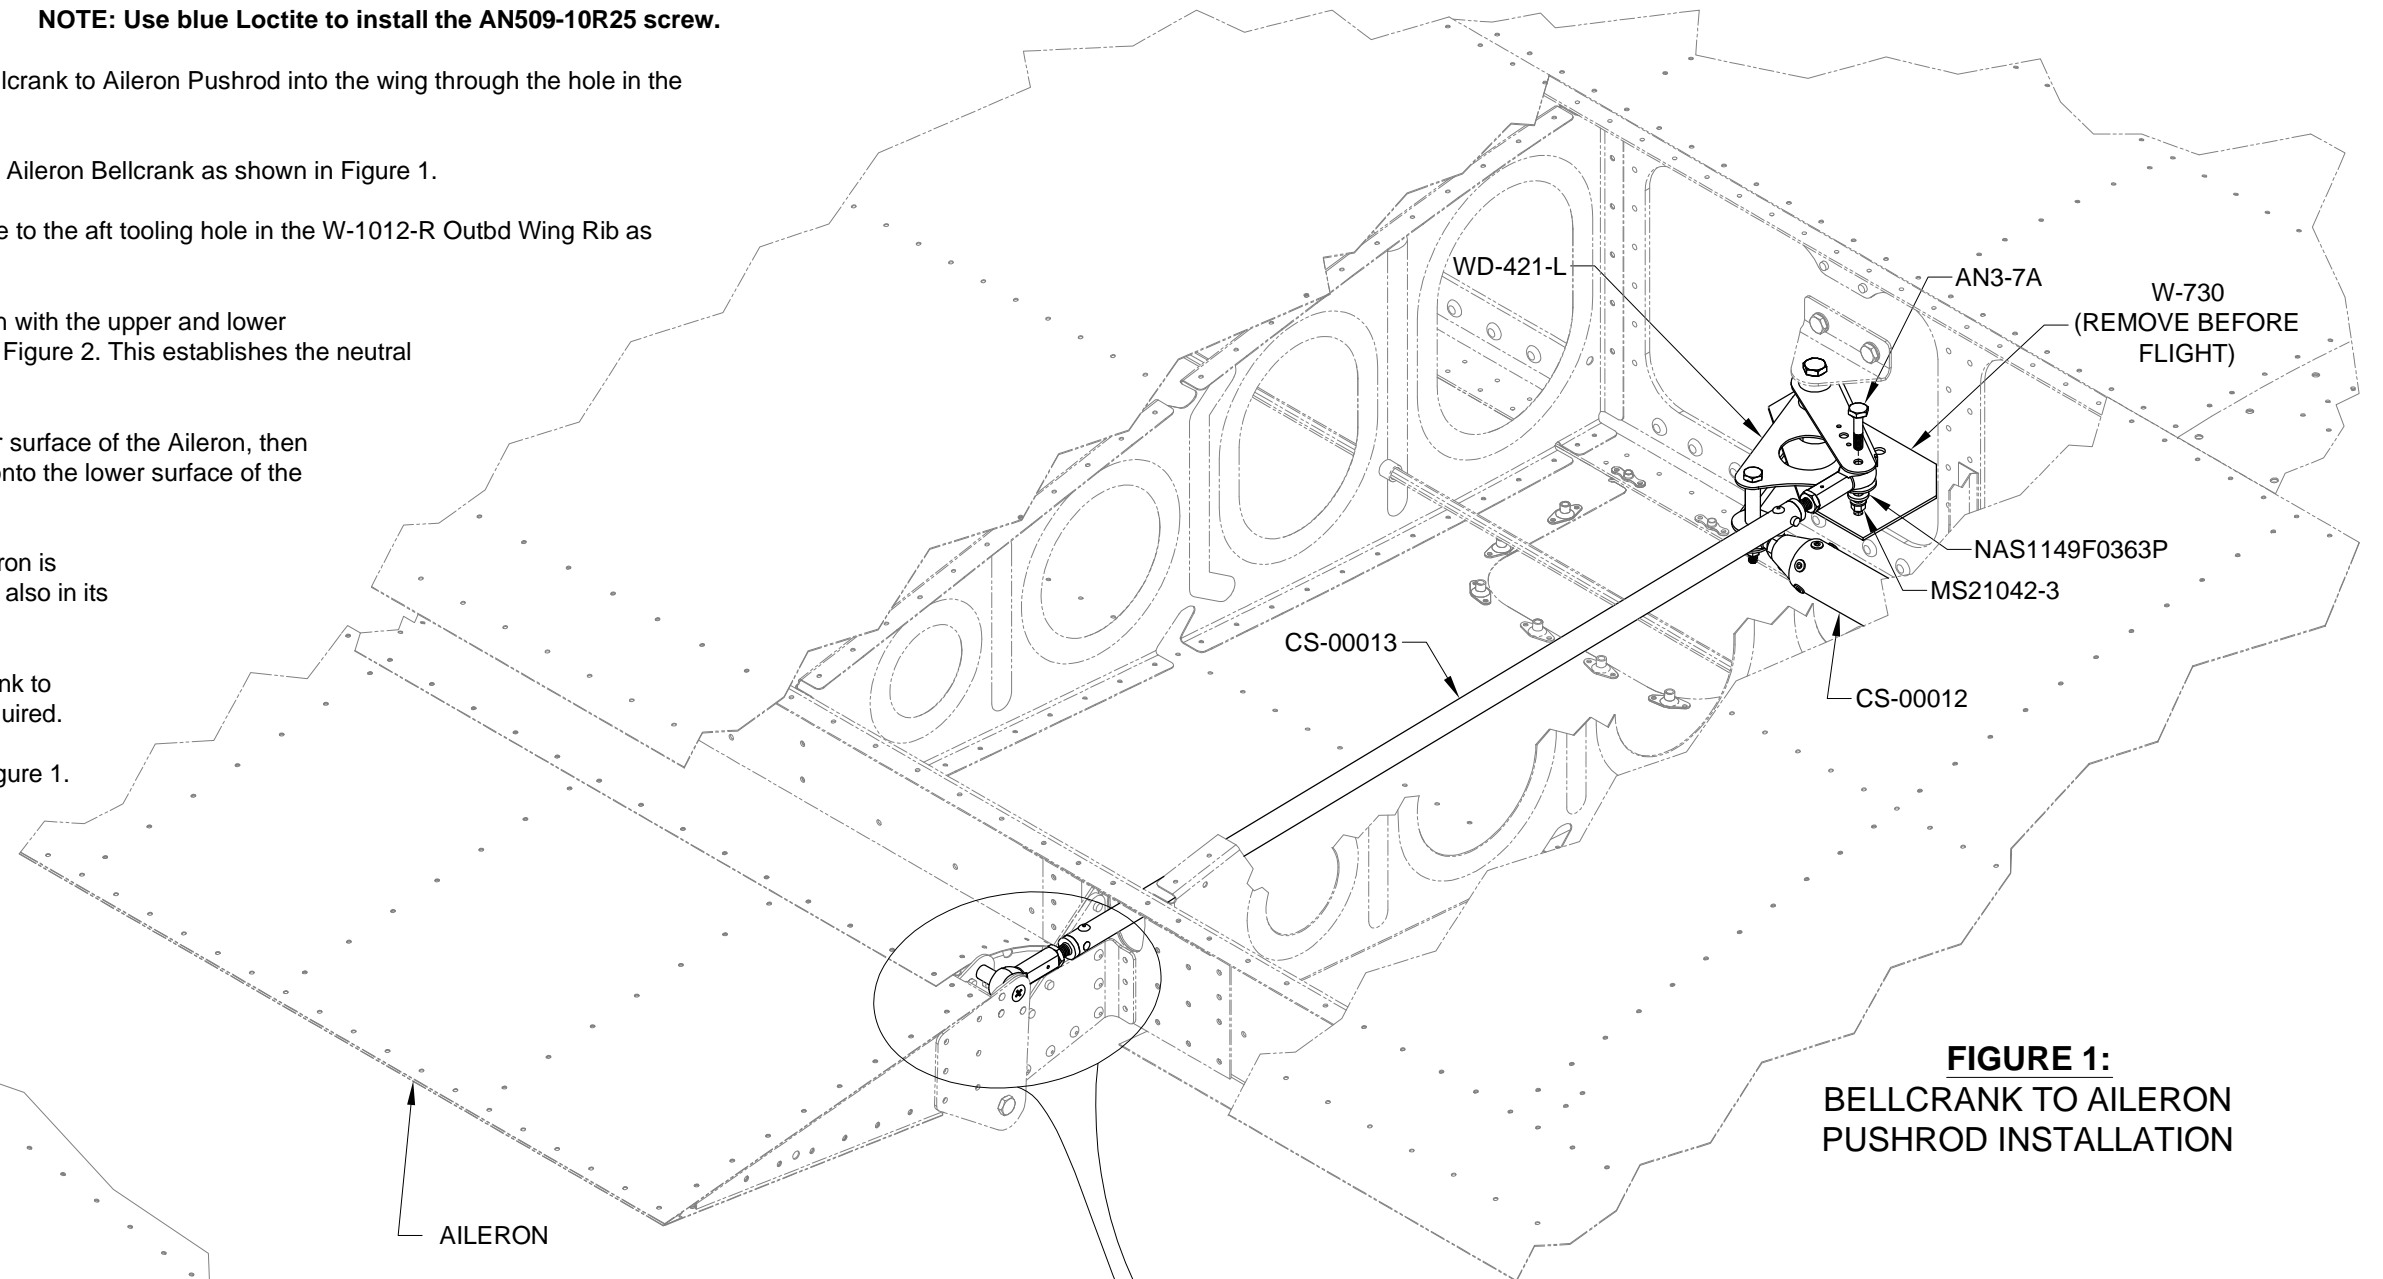 NOTE: Use blue Loctite to install the AN509-10R25 screw.
lcrank to Aileron Pushrod into the wing through the hole in the
Aileron Bellcrank as shown in Figure 1.
e to the aft tooling hole in the W-1012-R Outbd Wing Rib as
n with the upper and lower
Figure 2. This establishes the neutral
r surface of the Aileron, then
onto the lower surface of the
ron is
also in its
nk to
quired.
gure 1.
WD-421-L
AN3-7A
W-730
(REMOVE BEFORE
FLIGHT)
NAS1149F0363P
MS21042-3
CS-00013
CS-00012
AILERON
FIGURE 1:
BELLCRANK TO AILERON
PUSHROD INSTALLATION